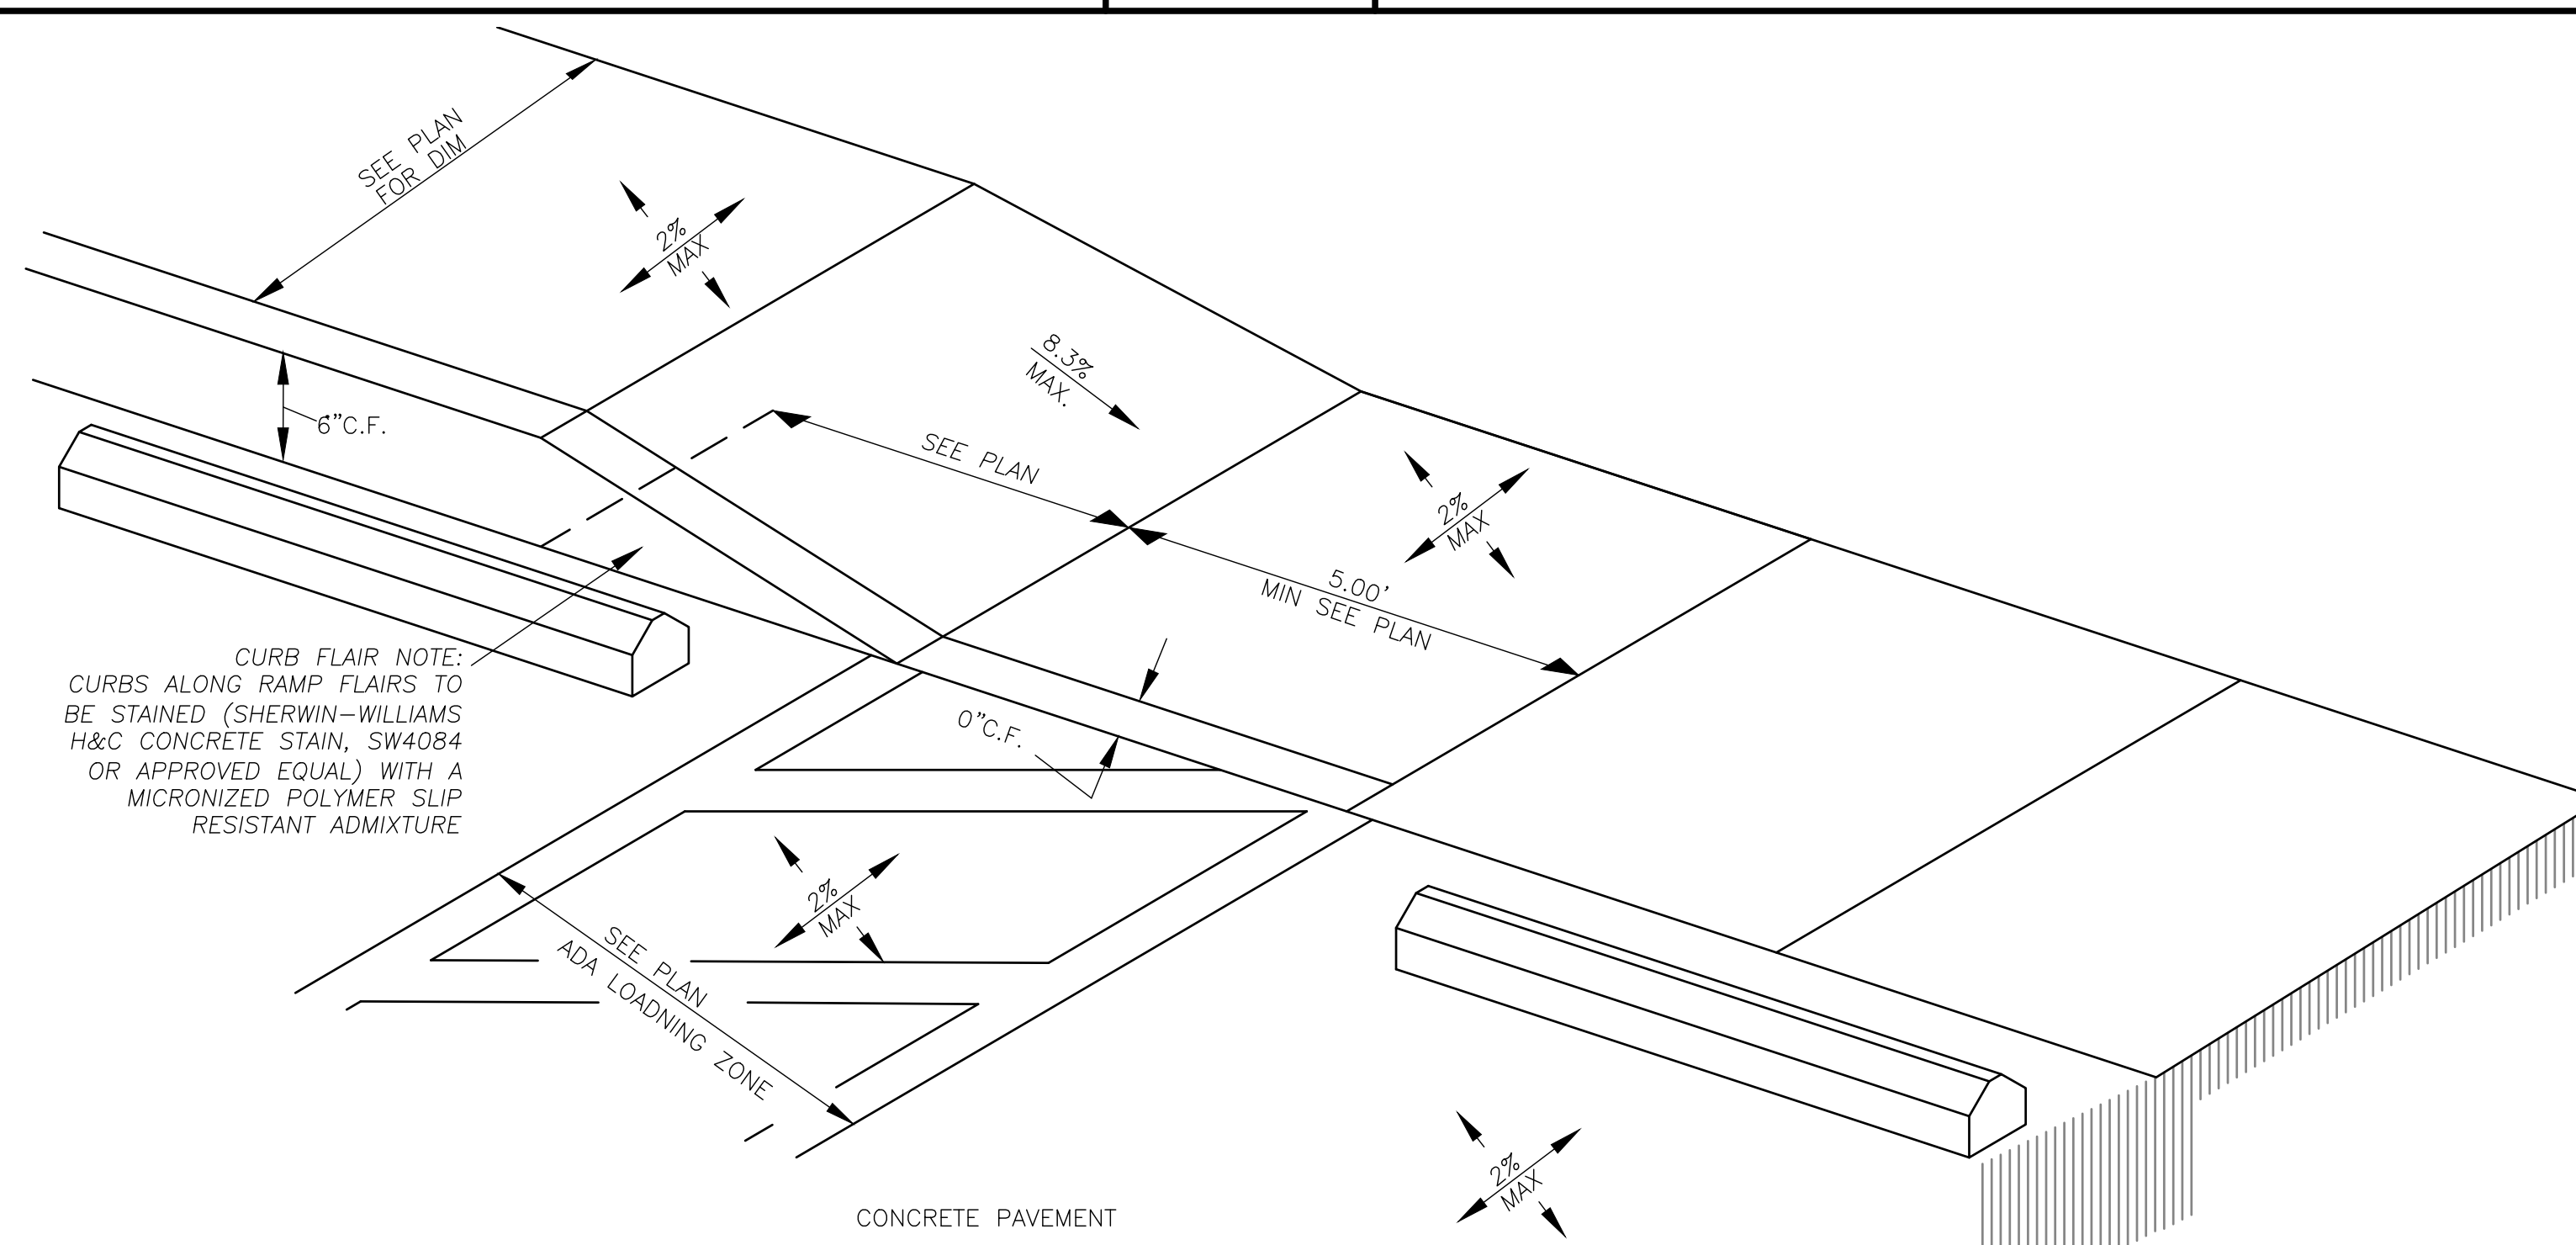 SEE PLAN
FOR DIM
2%
MAX
8.3%
MAX.
6"C.F.
SEE PLAN
2%
MAX
5.00'
MIN SEE PLAN
CURB FLAIR NOTE:
CURBS ALONG RAMP FLAIRS TO
BE STAINED (SHERWIN-WILLIAMS
H&C CONCRETE STAIN, SW4084
OR APPROVED EQUAL) WITH A
MICRONIZED POLYMER SLIP
RESISTANT ADMIXTURE
0"C.F.
2%
MAX
SEE PLAN
ADA LOADNING ZONE
2%
MAX
CONCRETE PAVEMENT